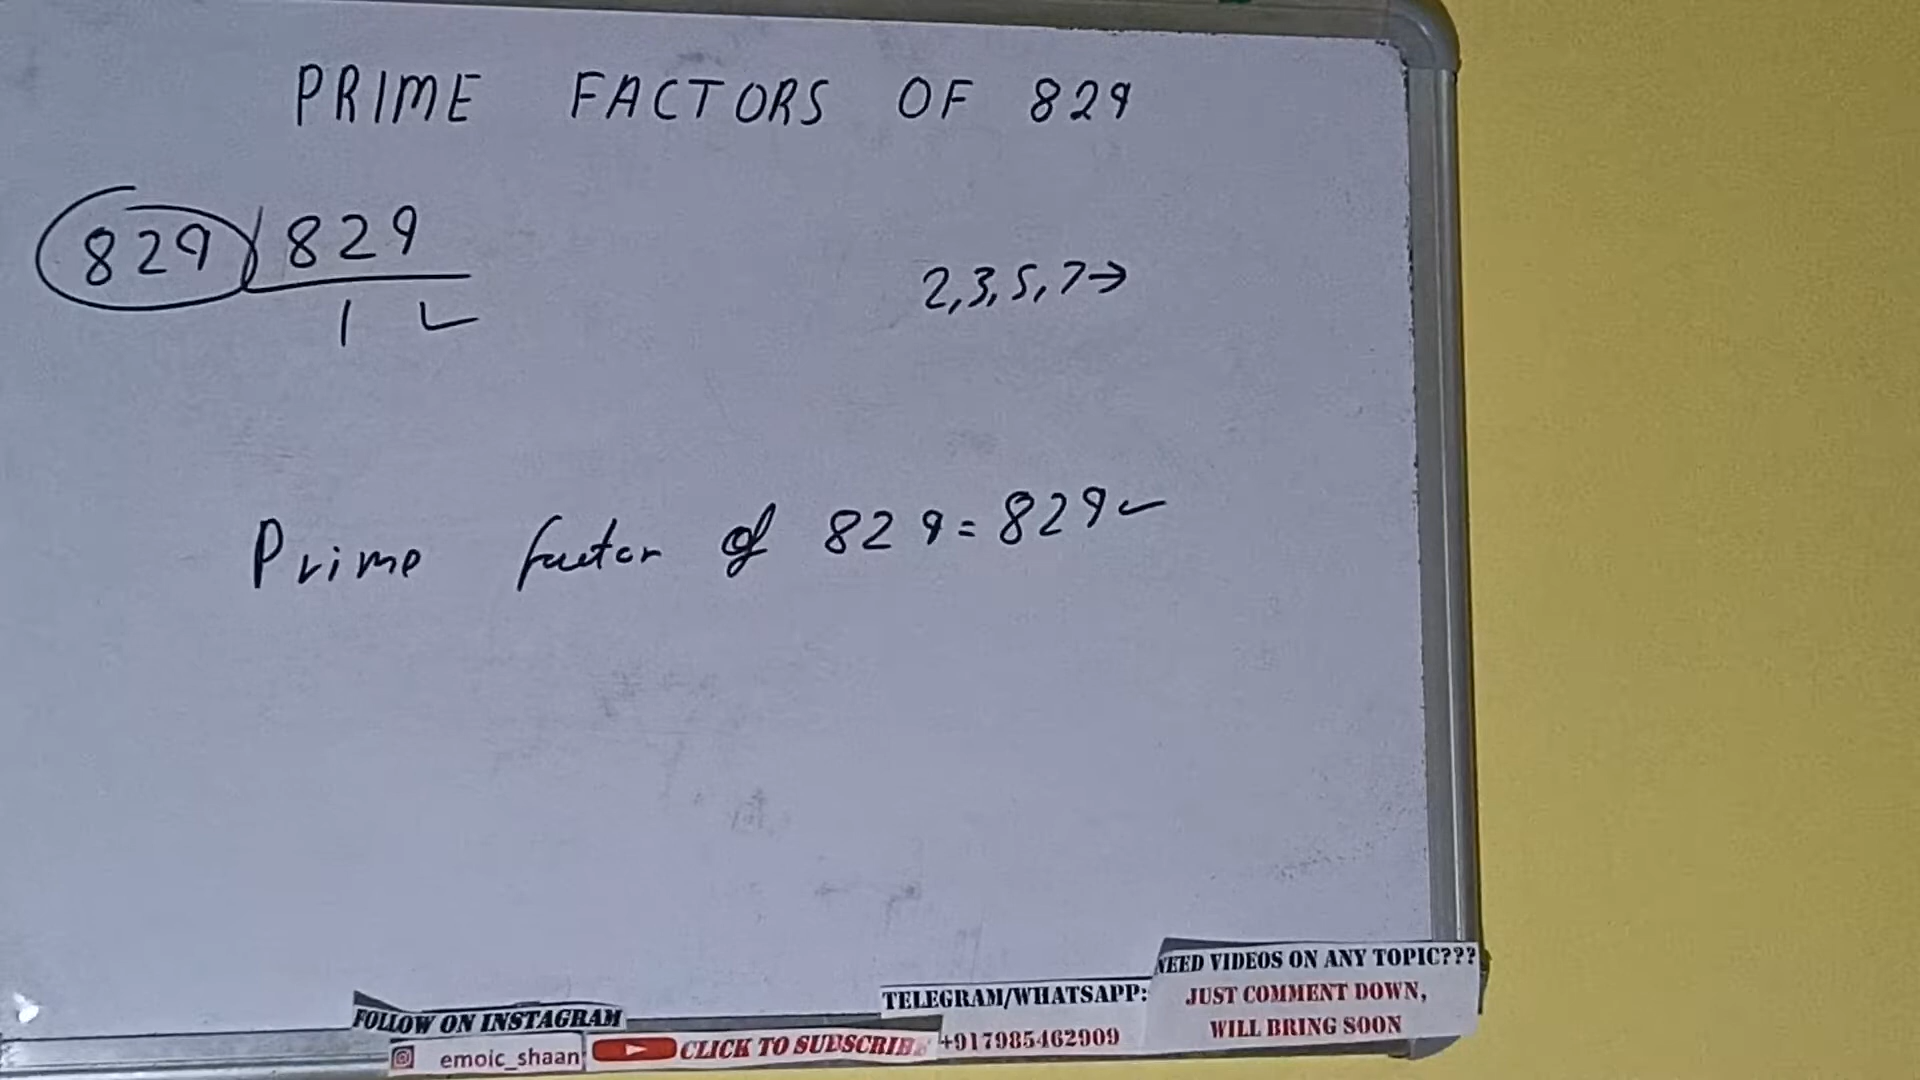 PRIME FACTORS OF 829
829 829
1
2,3,5,7→
Prime factor of 829=829
NEED VIDEOS ON ANY TOPIC???
JUST COMMENT DOWN,
WILL BRING SOON
TELEGRAM/WHATSAPP:
+917985462909
FOLLOW ON INSTAGRAM
emoic_shaan
CLICK TO SUBSCRIBE